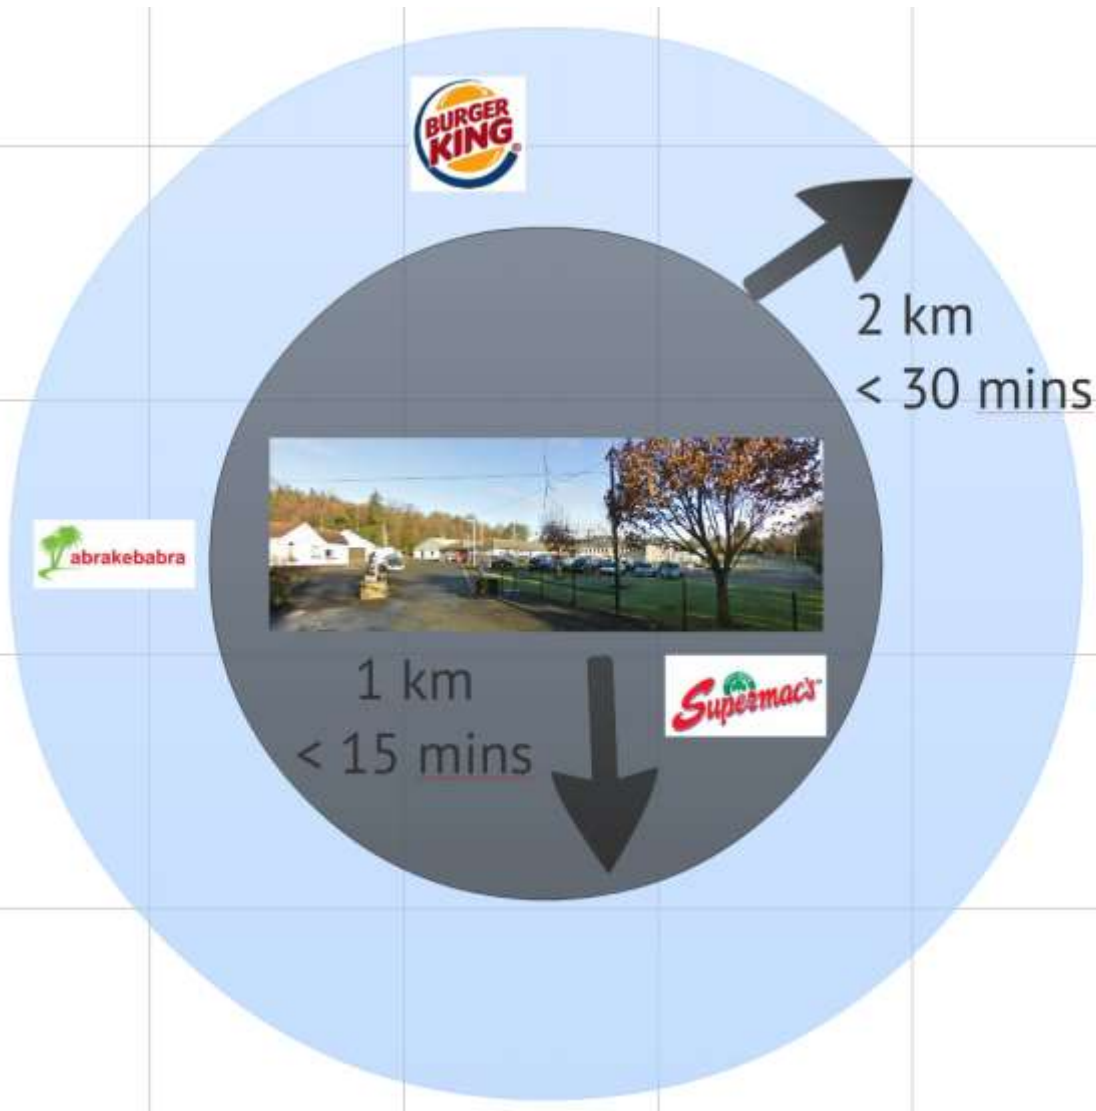 BURGER
KING®
2 km
< 30 mins
abrakebabra
1 km
< 15 mins
Supermac's